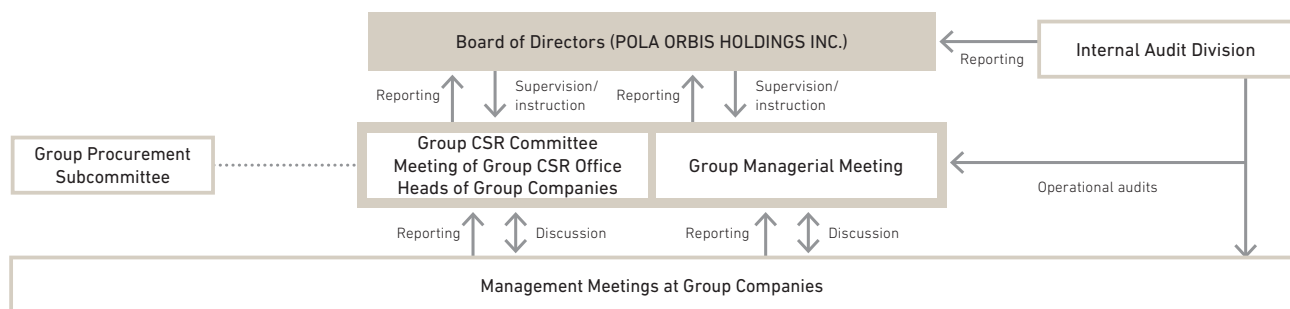 Board of Directors (POLA ORBIS HOLDINGS INC.)
Internal Audit Division
Reporting
Reporting
Supervision/
instruction
Reporting
Supervision/
instruction
Group Procurement
Subcommittee
Group CSR Committee
Meeting of Group CSR Office
Heads of Group Companies
Group Managerial Meeting
Operational audits
Reporting
Discussion
Reporting
Discussion
Management Meetings at Group Companies